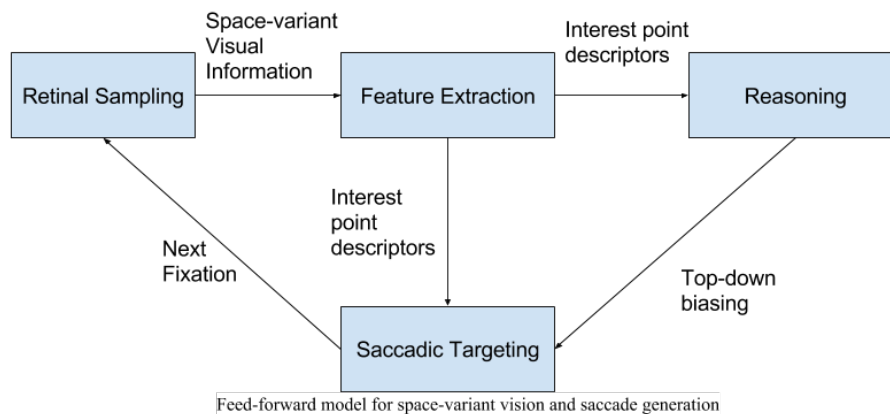 Space-variant
Visual
Information
Interest point
descriptors
Retinal Sampling
Feature Extraction
Reasoning
Interest
point
descriptors
Next
Fixation
Top-down
biasing
Saccadic Targeting
Feed-forward model for space-variant vision and saccade generation